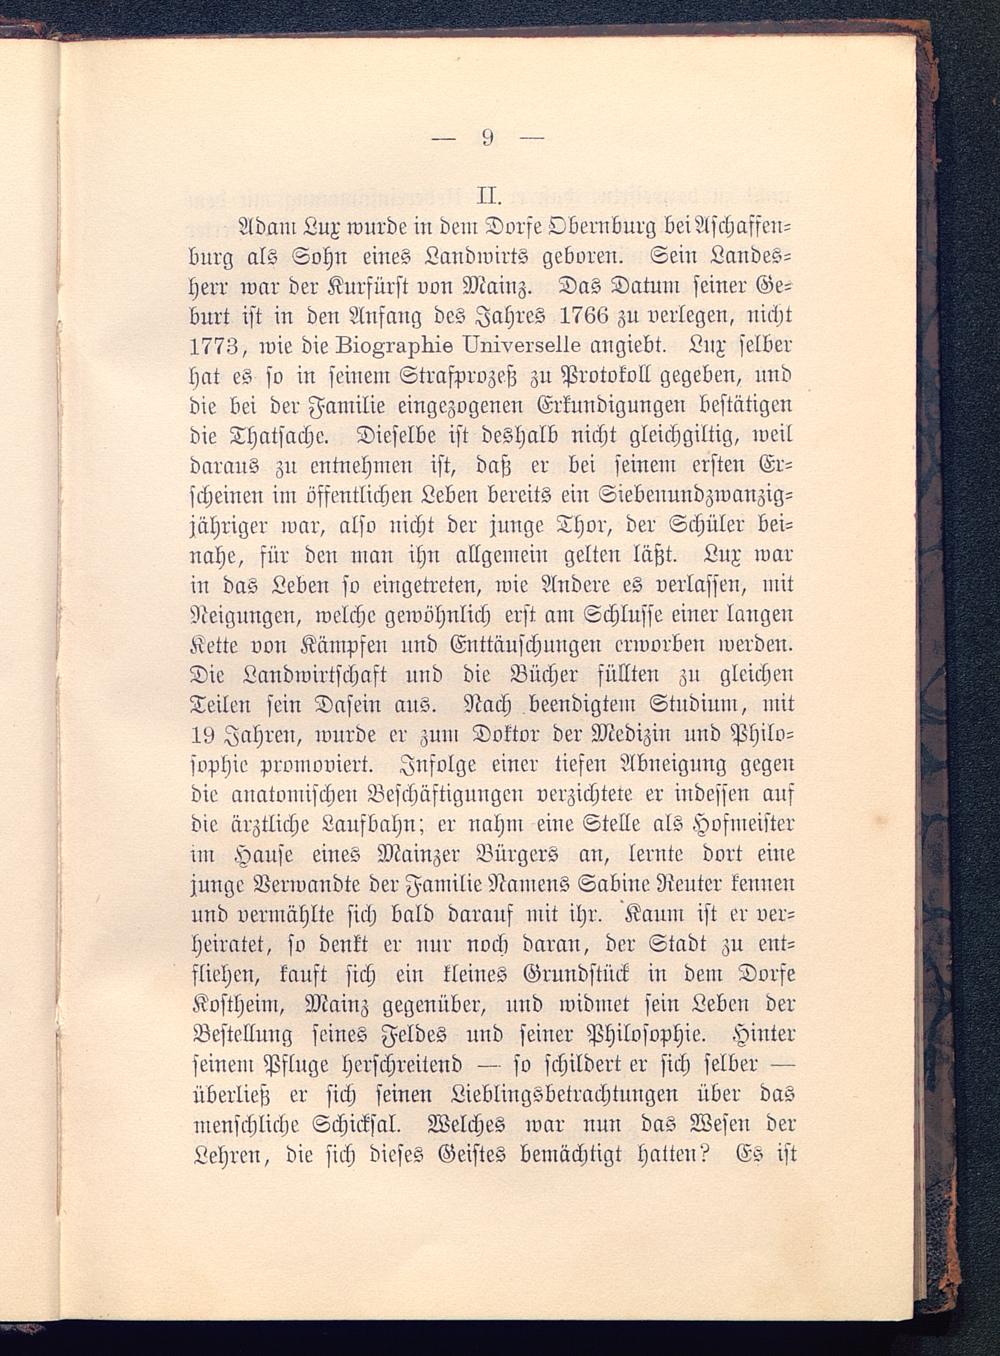 — 9 —
II.
Adam Lux wurde in dem Dorfe Obernburg bei Aschaffen-
burg als Sohn eines Landwirts geboren. Sein Landes-
herr war der Kurfürst von Mainz. Das Datum seiner Ge-
burt ist in den Anfang des Jahres 1766 zu verlegen, nicht
1773, wie die Biographie Universelle angiebt. Lux selber
hat es so in seinem Strafprozeß zu Protokoll gegeben, und
die bei der Familie eingezogenen Erkundigungen bestätigen
die Thatsache. Dieselbe ist deshalb nicht gleichgiltig, weil
daraus zu entnehmen ist, daß er bei seinem ersten Er-
scheinen im öffentlichen Leben bereits ein Siebenundzwanzig-
jähriger war, also nicht der junge Thor, der Schüler bei-
nahe, für den man ihn allgemein gelten läßt. Lux war
in das Leben so eingetreten, wie Andere es verlassen, mit
Neigungen, welche gewöhnlich erst am Schlusse einer langen
Kette von Kämpfen und Enttäuschungen erworben werden.
Die Landwirtschaft und die Bücher füllten zu gleichen
Teilen sein Dasein aus. Nach beendigtem Studium, mit
19 Jahren, wurde er zum Doktor der Medizin und Philo-
sophie promoviert. Infolge einer tiefen Abneigung gegen
die anatomischen Beschäftigungen verzichtete er indessen auf
die ärztliche Laufbahn; er nahm eine Stelle als Hofmeister
im Hause eines Mainzer Bürgers an, lernte dort eine
junge Verwandte der Familie Namens Sabine Reuter kennen
und vermählte sich bald darauf mit ihr. Kaum ist er ver-
heiratet, so denkt er nur noch daran, der Stadt zu ent-
fliehen, kauft sich ein kleines Grundstück in dem Dorfe
Kostheim, Mainz gegenüber, und widmet sein Leben der
Bestellung seines Feldes und seiner Philosophie. Hinter
seinem Pfluge herschreitend — so schildert er sich selber —
überließ er sich seinen Lieblingsbetrachtungen über das
menschliche Schicksal. Welches war nun das Wesen der
Lehren, die sich dieses Geistes bemächtigt hatten? Es ist